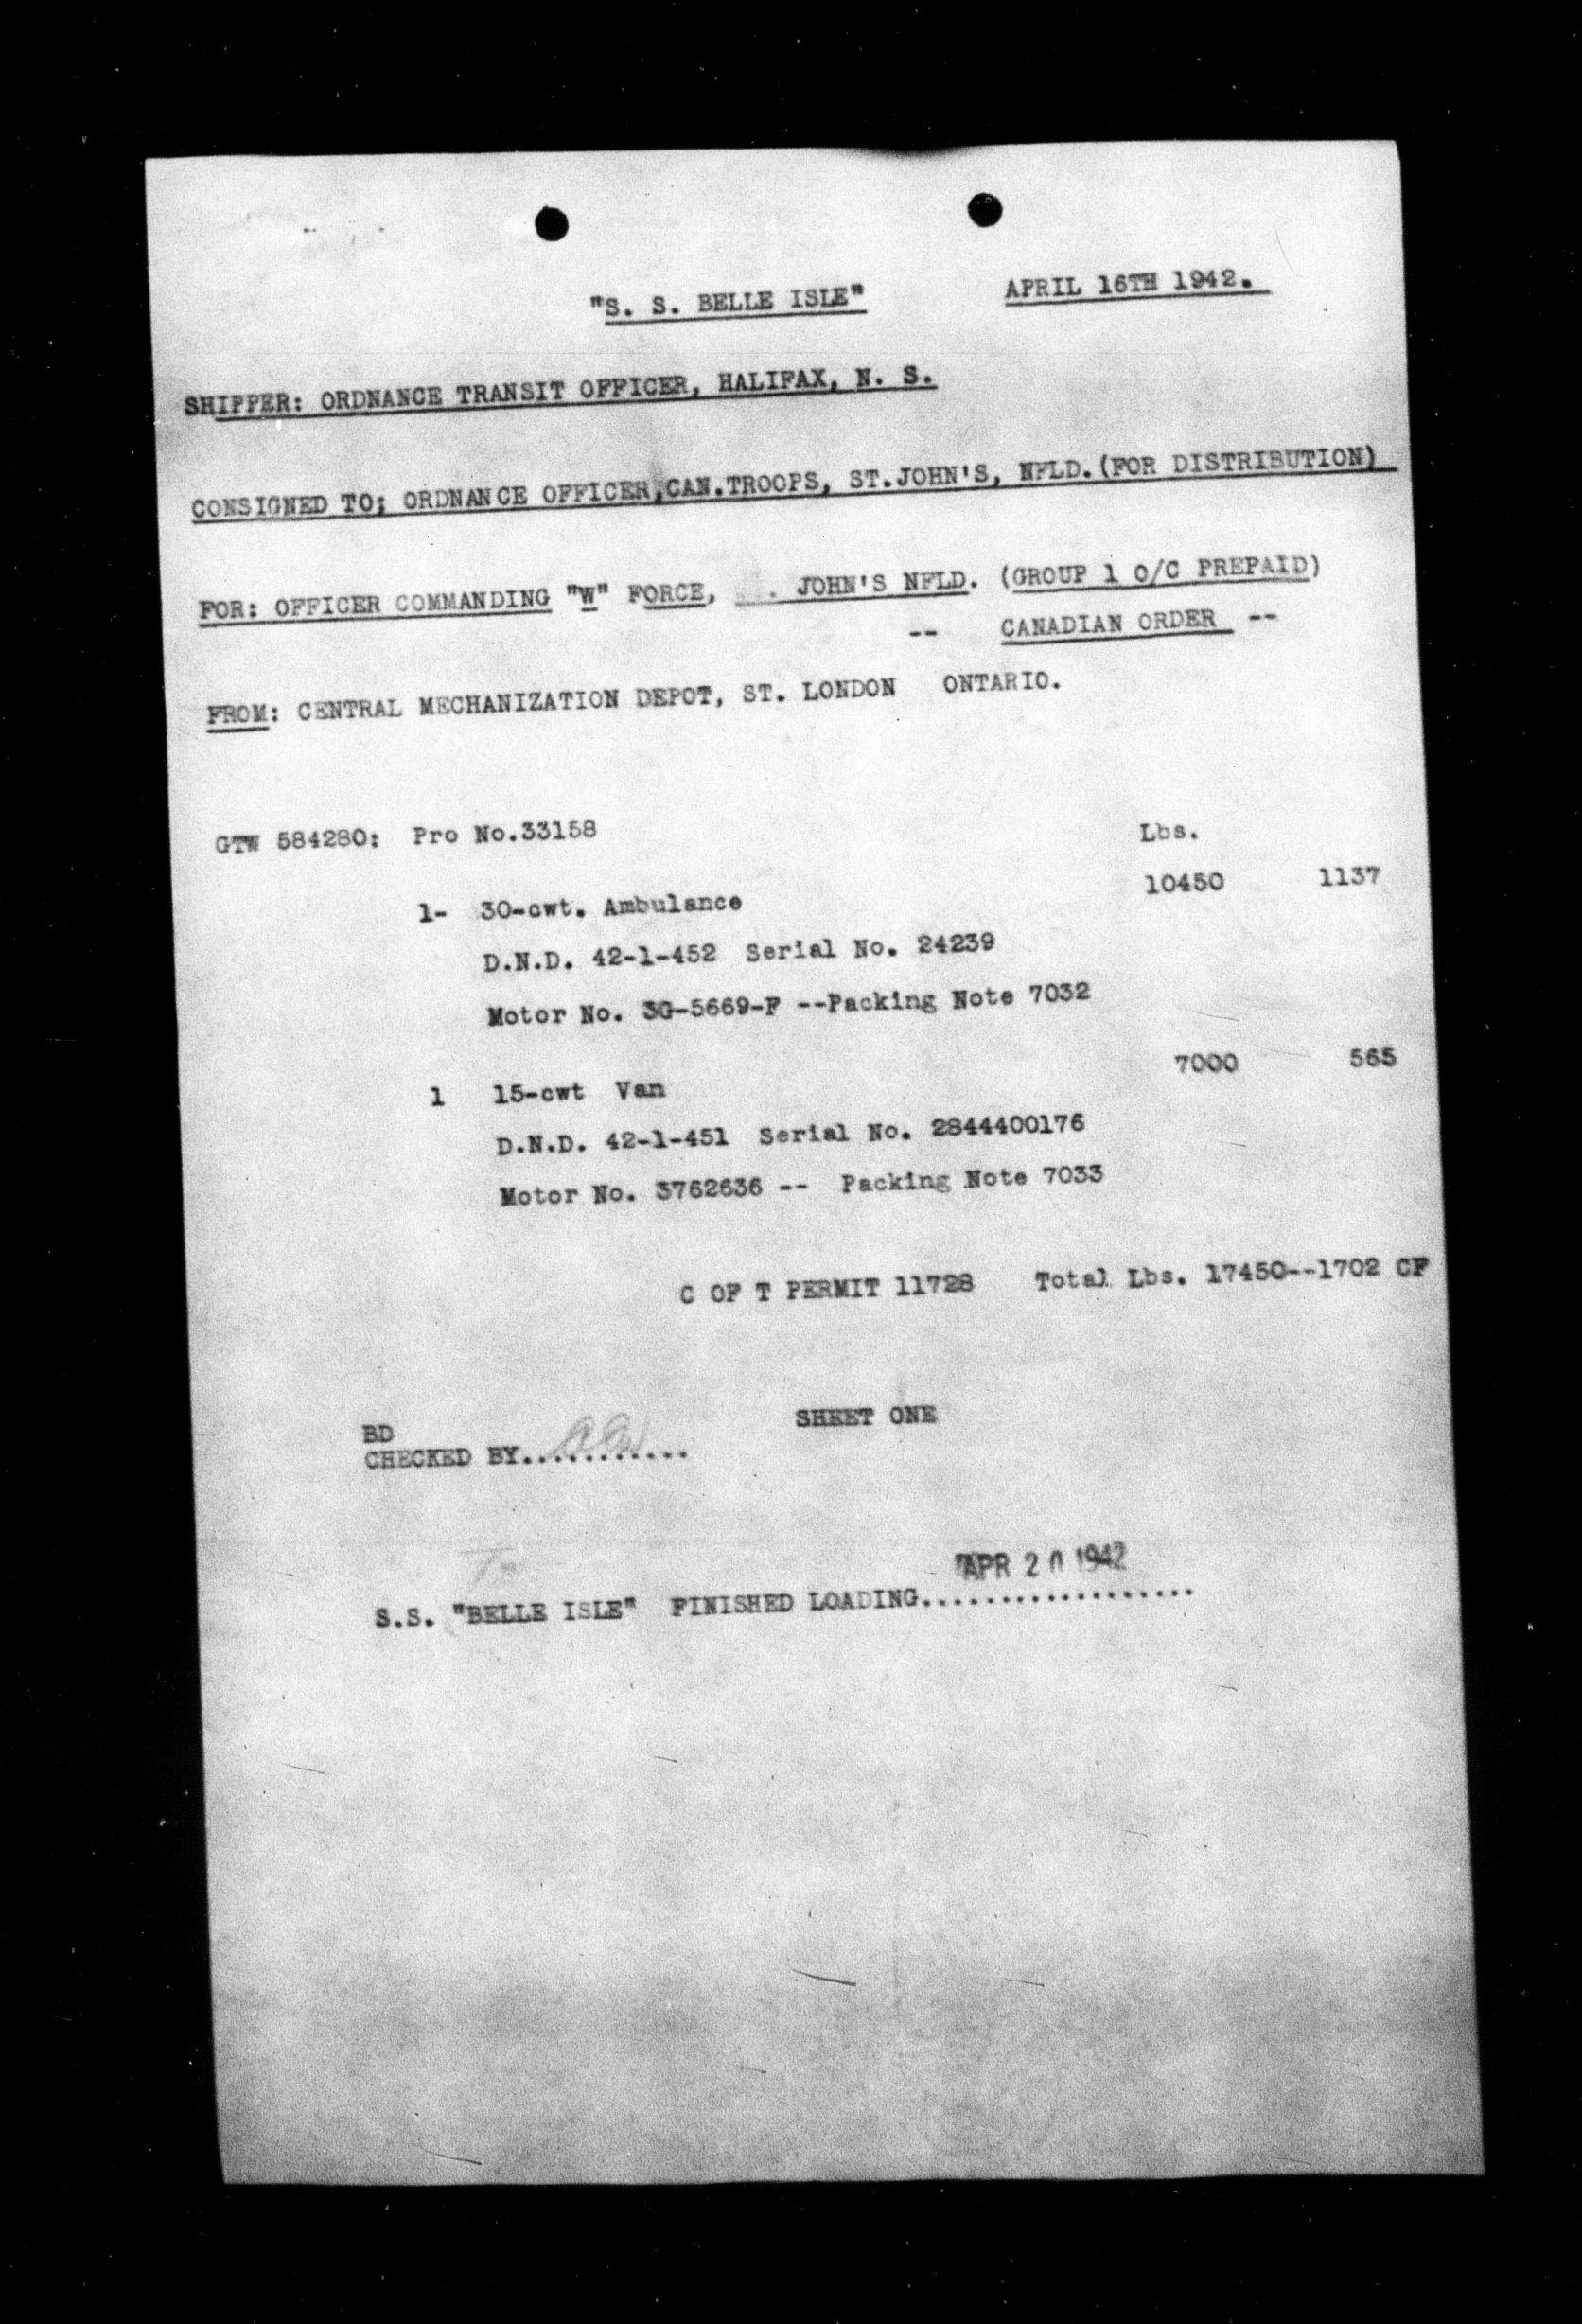 "S. S. BELLE ISLE" APRIL 16TH 1942.
SHIPPER: ORDNANCE TRANSIT OFFICER, HALIFAX, N. S.
CONSIGNED TO; ORDNANCE OFFICER,CAN.TROOPS, ST.JOHN'S, NFLD.(FOR DISTRIBUTION)
FOR: OFFICER COMMANDING "W" FORCE, . JOHN'S NFLD. (GROUP 1 O/C PREPAID)
-- CANADIAN ORDER --
FROM: CENTRAL MECHANIZATION DEPOT, ST. LONDON ONTARIO.
GTW 584280: Pro No.33158 Lbs.
1- 30-cwt. Ambulance 10450 1137
D.N.D. 42-1-452 Serial No. 24239
Motor No. 3G-5669-F --Packing Note 7032
1 15-cwt Van 7000 565
D.N.D. 42-1-451 Serial No. 2844400176
Motor No. 3762636 -- Packing Note 7033
C OF T PERMIT 11728 Total Lbs. 17450--1702 CF
SHEET ONE
BD
CHECKED BY...........
APR 20 1942
S.S. "BELLE ISLE" FINISHED LOADING..................